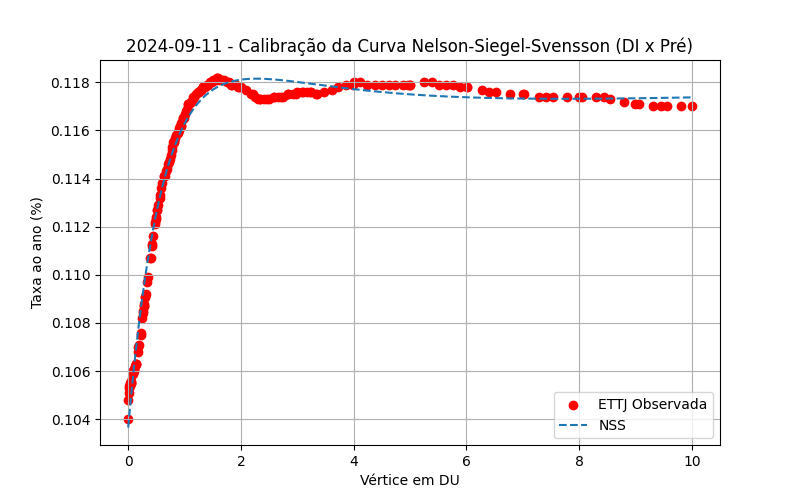 2024-09-11 - Calibração da Curva Nelson-Siegel-Svensson (DI x Pré)
Taxa ao ano (%)
0.118
0.116
0.114
0.112
0.110
0.108
0.106
0.104
ETTJ Observada
NSS
0 2 4 6 8 10
Vértice em DU